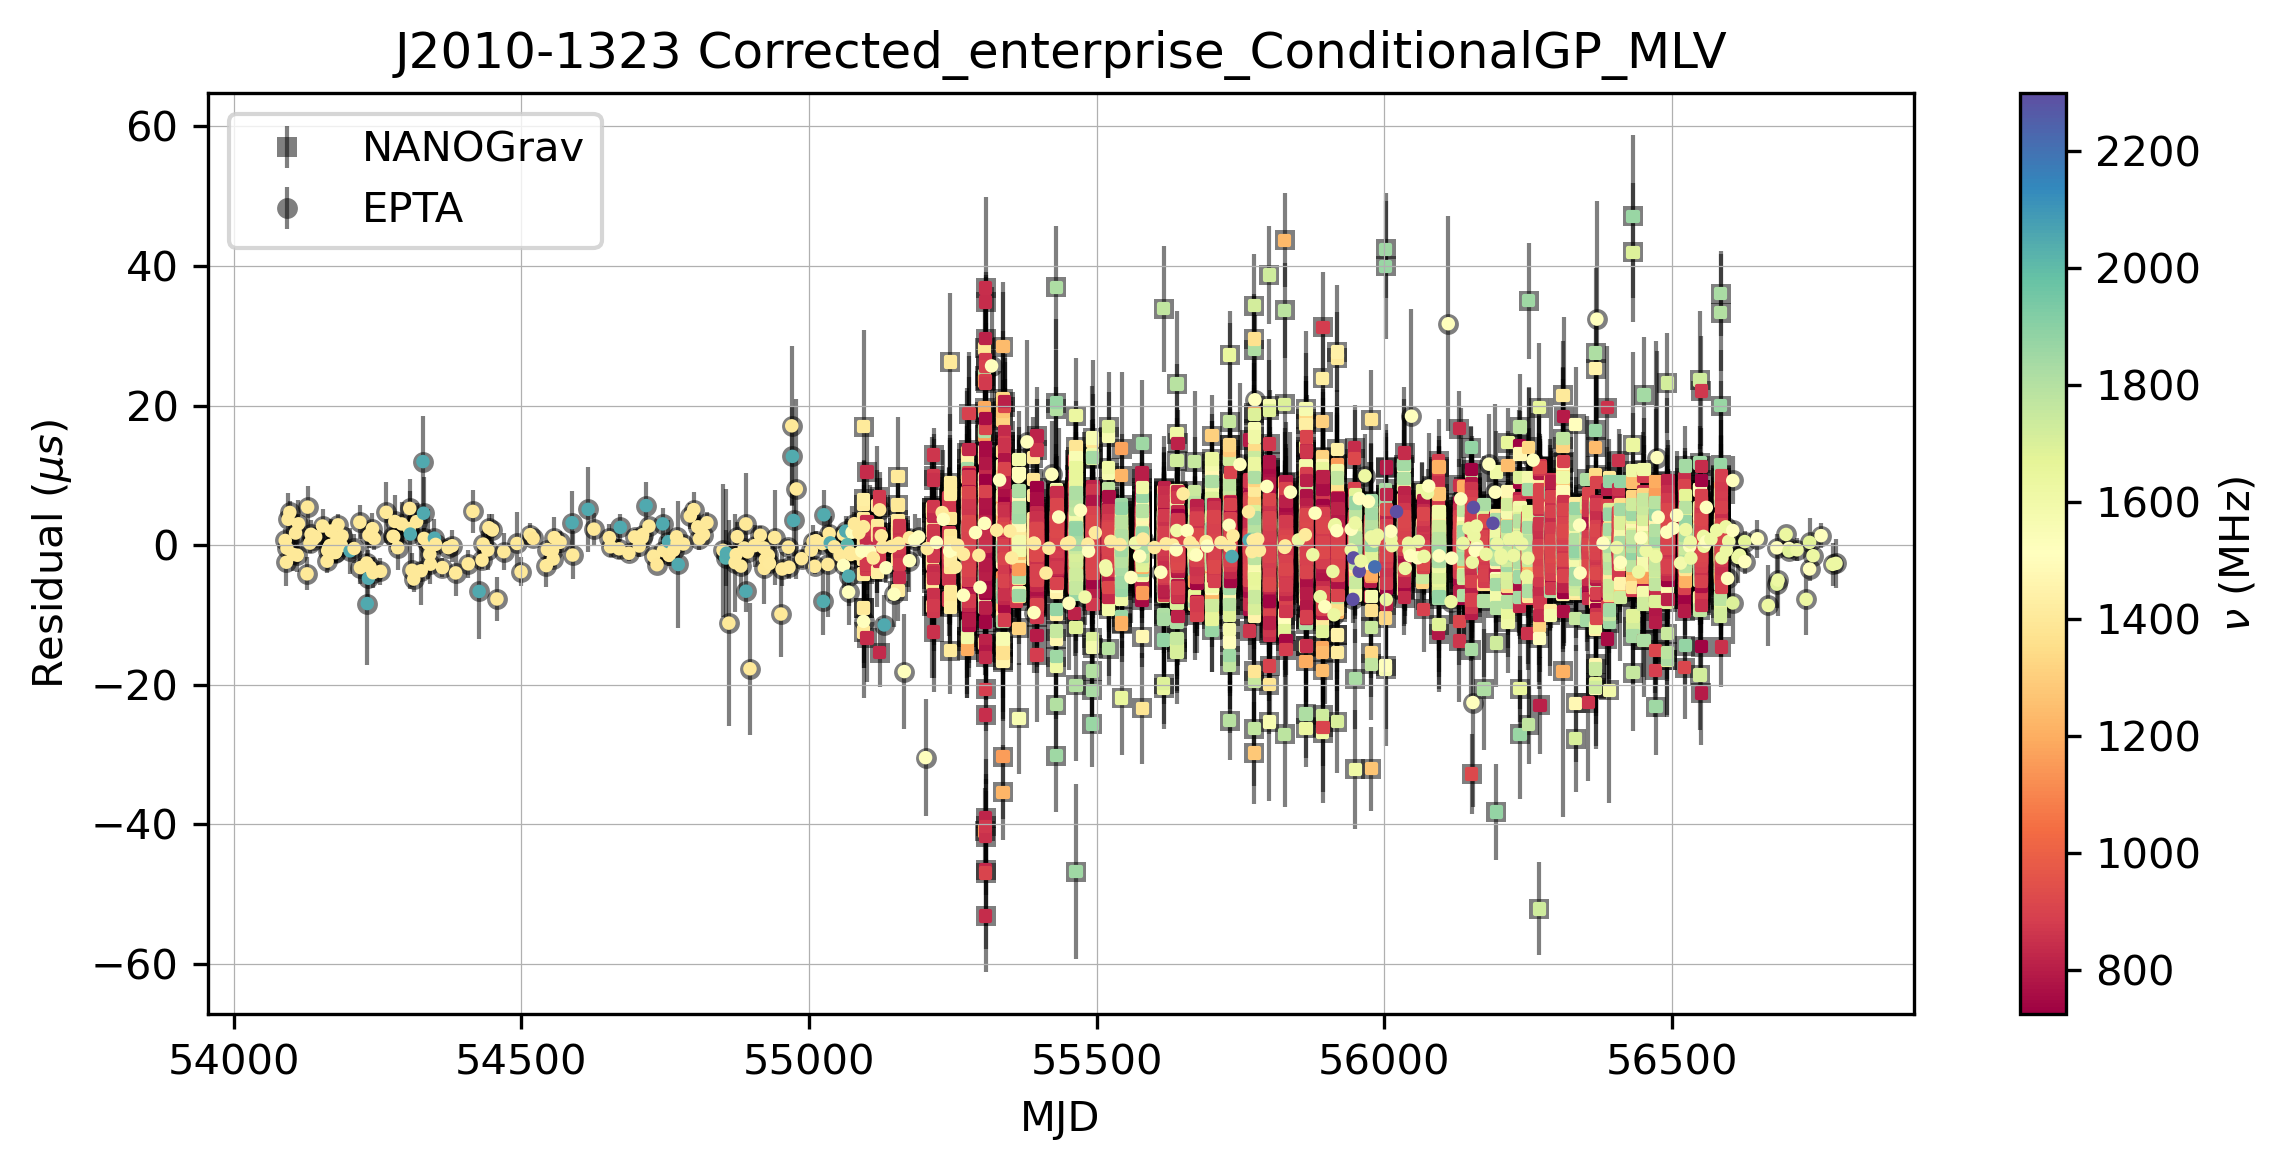 J2010-1323 Corrected_enterprise_ConditionalGP_MLV
NANOGrav
EPTA
Residual (μs)
60
40
20
0
−20
−40
−60
54000 54500 55000 55500 56000 56500
MJD
2200
2000
1800
1600
1400
1200
1000
800
ν (MHz)